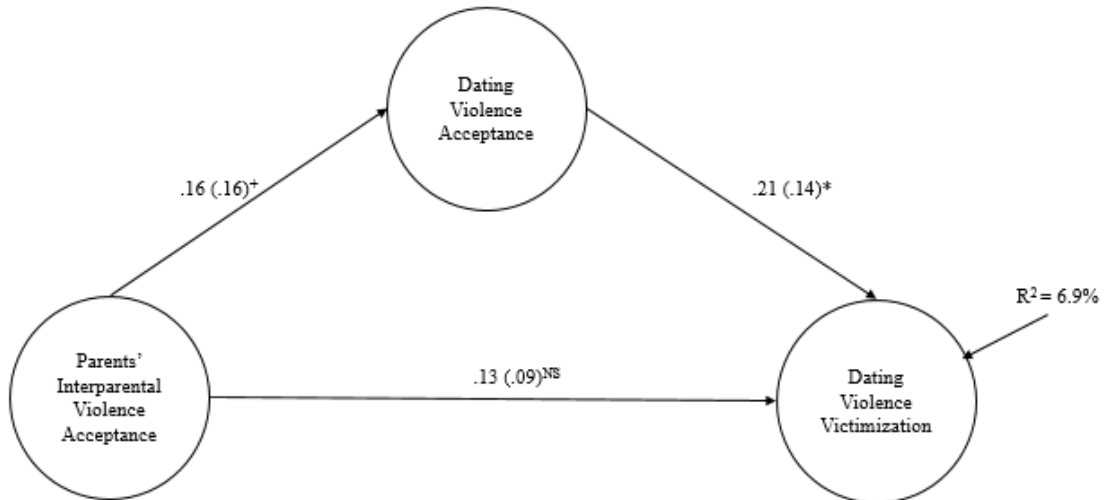 Dating
Violence
Acceptance
.16 (.16)⁺
.21 (.14)*
R² = 6.9%
Parents’
Interparental
Violence
Acceptance
.13 (.09)ᴺˢ
Dating
Violence
Victimization